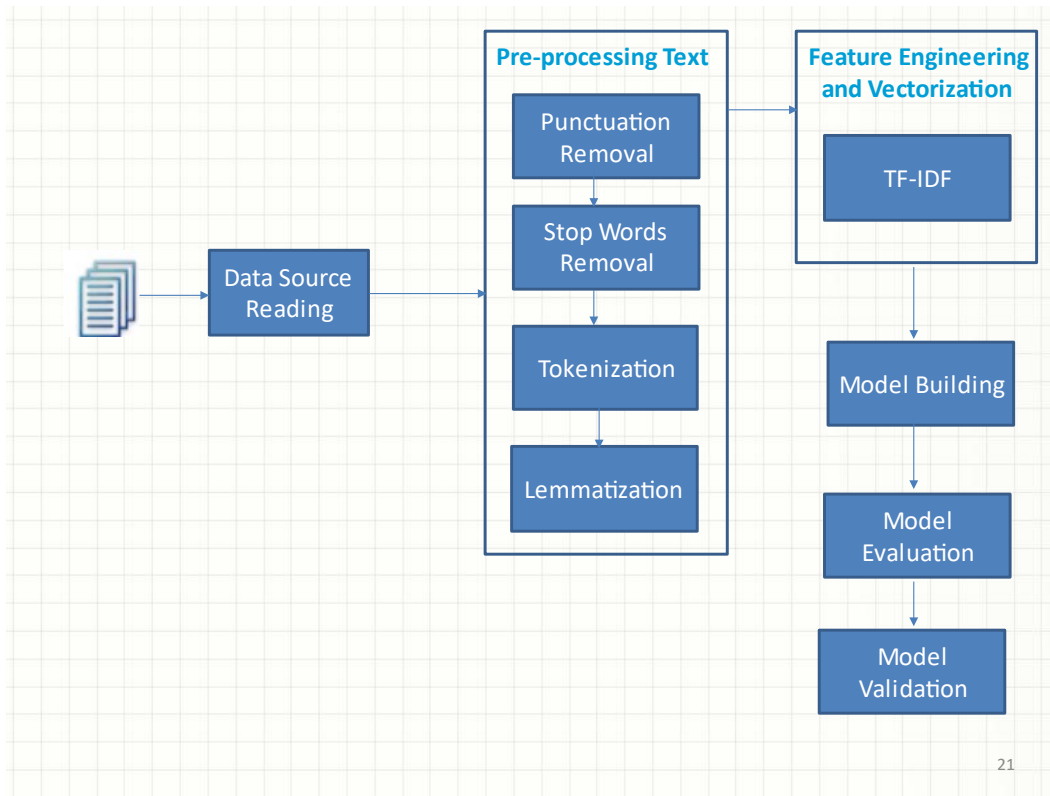 Pre-processing Text
Punctuation
Removal
Stop Words
Removal
Tokenization
Lemmatization
Data Source
Reading
Feature Engineering
and Vectorization
TF-IDF
Model Building
Model
Evaluation
Model
Validation
21